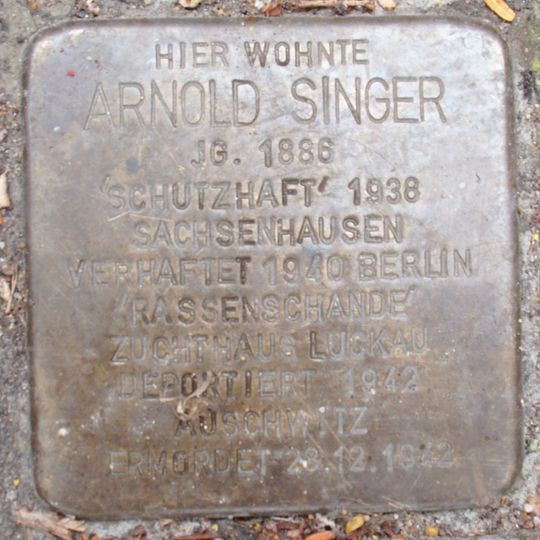 HIER WOHNTE
ARNOLD SINGER
JG. 1886
'SCHUTZHAFT' 1938
SACHSENHAUSEN
VERHAFTET 1940 BERLIN
'RASSENSCHANDE'
ZUCHTHAUS LUCKAU
DEPORTIERT 1942
AUSCHWITZ
ERMORDET 28.12.1942